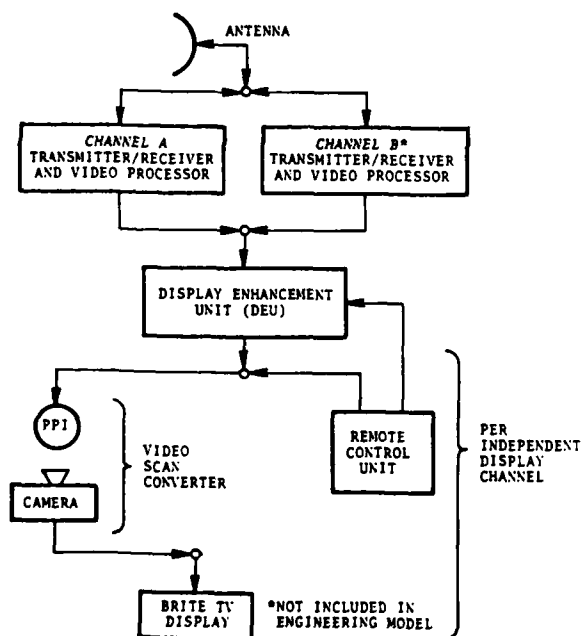 ANTENNA
CHANNEL A
TRANSMITTER/RECEIVER
AND VIDEO PROCESSOR
CHANNEL B*
TRANSMITTER/RECEIVER
AND VIDEO PROCESSOR
DISPLAY ENHANCEMENT
UNIT (DEU)
PPI
VIDEO
SCAN
CONVERTER
CAMERA
REMOTE
CONTROL
UNIT
PER
INDEPENDENT
DISPLAY
CHANNEL
BRITE TV
DISPLAY
*NOT INCLUDED IN
ENGINEERING MODEL